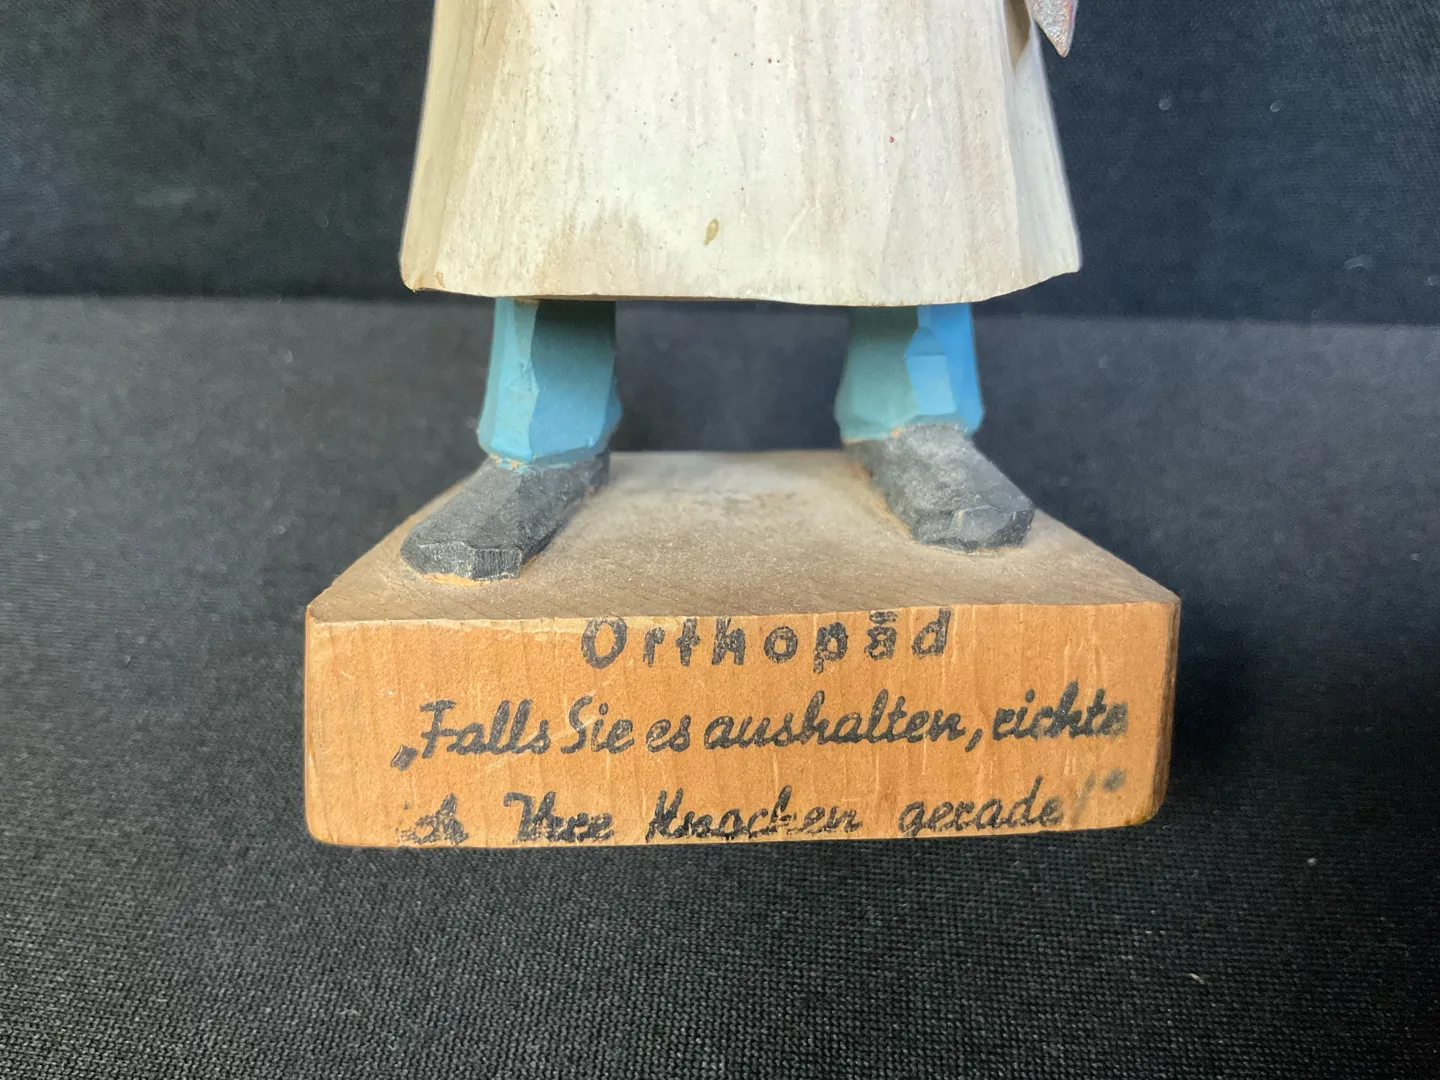 Orthopäd
„Falls Sie es aushalten, richte
ich Ihre Knochen gerade!"